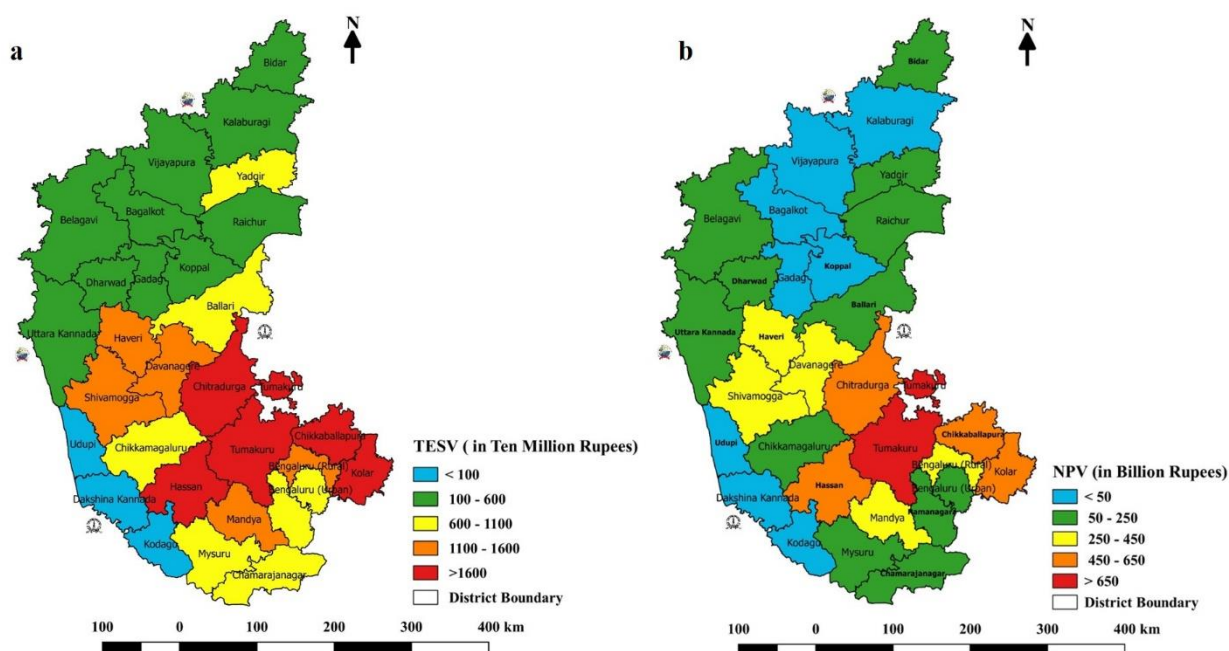 a
N
Bidar
Kalaburagi
Vijayapura
Yadgir
Bagalkot
Belagavi
Raichur
Koppal
Dharwad
Gadag
Ballari
Uttara Kannada
Haveri
Davanagere
Chitradurga
Tumakuru
Shivamogga
Udupi
Chikkamagaluru
Tumakuru
Chikkaballapura
Bengaluru (Rural)
Kolar
Hassan
Bengaluru (Urban)
Dakshina Kannada
Mandya
Kodagu
Mysuru
Chamarajanagar
TESV ( in Ten Million Rupees)
< 100
100 - 600
600 - 1100
1100 - 1600
>1600
District Boundary
100 0 100 200 300 400 km
b
N
Bidar
Kalaburagi
Vijayapura
Yadgir
Bagalkot
Belagavi
Raichur
Koppal
Dharwad
Gadag
Ballari
Uttara Kannada
Haveri
Davanagere
Chitradurga
Tumakuru
Shivamogga
Udupi
Chikkamagaluru
Tumakuru
Chikkaballapura
Bengaluru (Rural)
Kolar
Hassan
Bengaluru (Urban)
Dakshina Kannada
Ramanagara
Mandya
Kodagu
Mysuru
Chamarajanagar
NPV (in Billion Rupees)
< 50
50 - 250
250 - 450
450 - 650
> 650
District Boundary
100 0 100 200 300 400 km